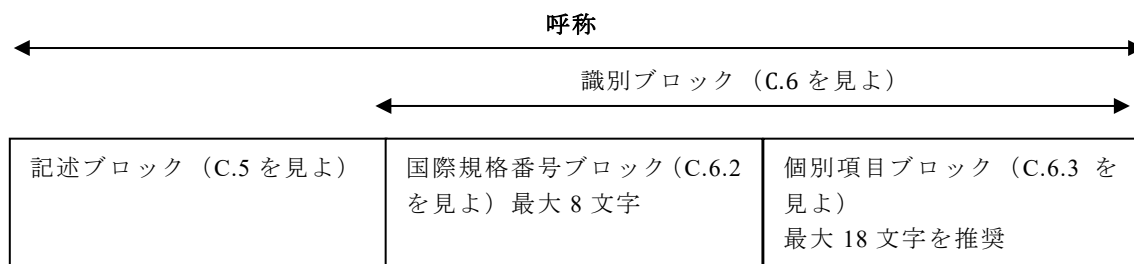 呼称
識別ブロック（C.6 を見よ）
記述ブロック（C.5 を見よ）
国際規格番号ブロック（C.6.2
を見よ）最大 8 文字
個別項目ブロック（C.6.3 を
見よ）
最大 18 文字を推奨